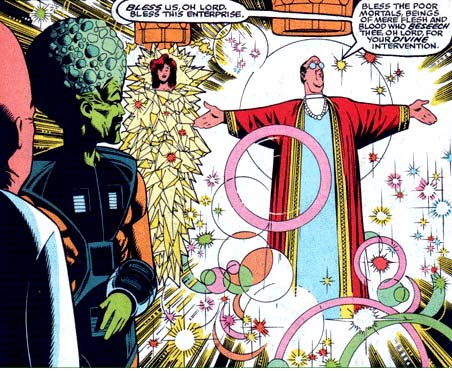 BLESS US, OH LORD.
BLESS THIS ENTERPRISE.
BLESS THE POOR
MORTALS, BEINGS
OF MERE FLESH AND
BLOOD WHO BESEECH
THEE, OH LORD, FOR
YOUR DIVINE
INTERVENTION.